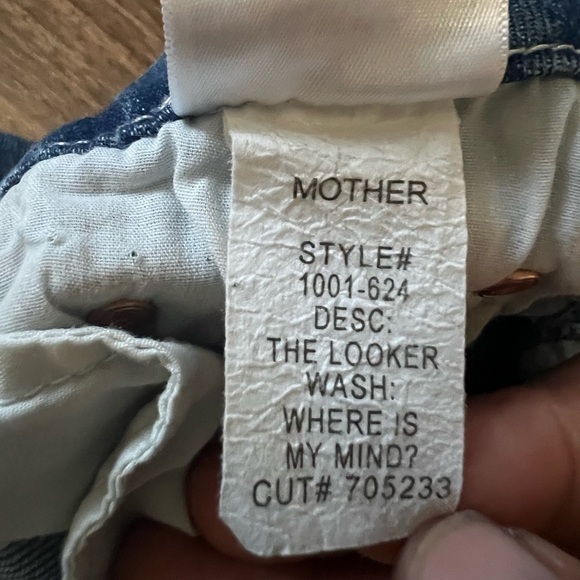 MOTHER
STYLE#
1001-624
DESC:
THE LOOKER
WASH:
WHERE IS
MY MIND?
CUT# 705233